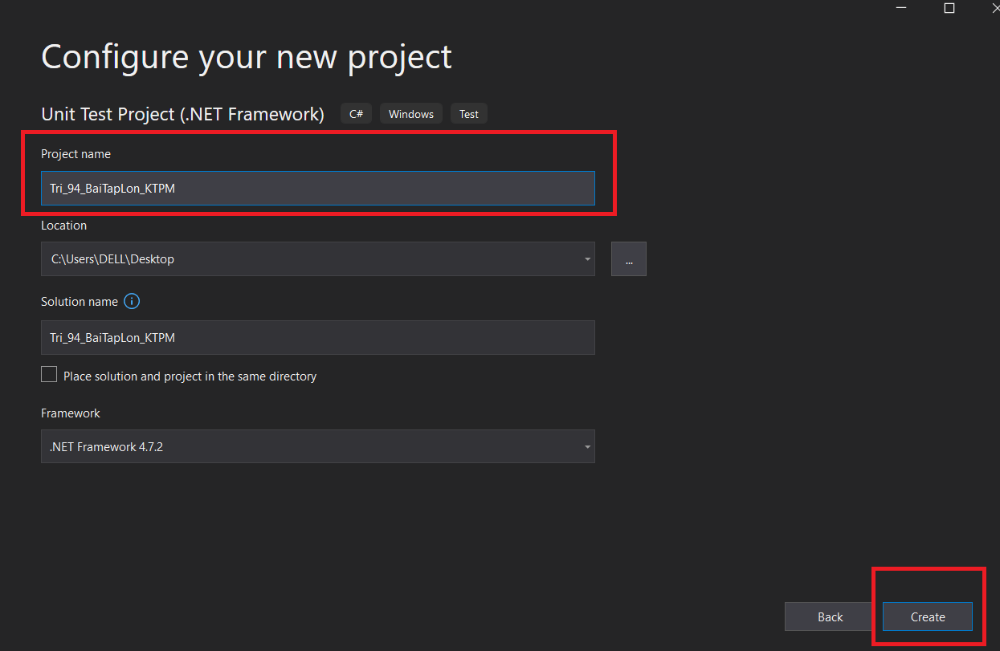 Configure your new project
Unit Test Project (.NET Framework) C# Windows Test
Project name
Tri_94_BaiTapLon_KTPM
Location
C:\Users\DELL\Desktop
...
Solution name
Tri_94_BaiTapLon_KTPM
Place solution and project in the same directory
Framework
.NET Framework 4.7.2
Back Create